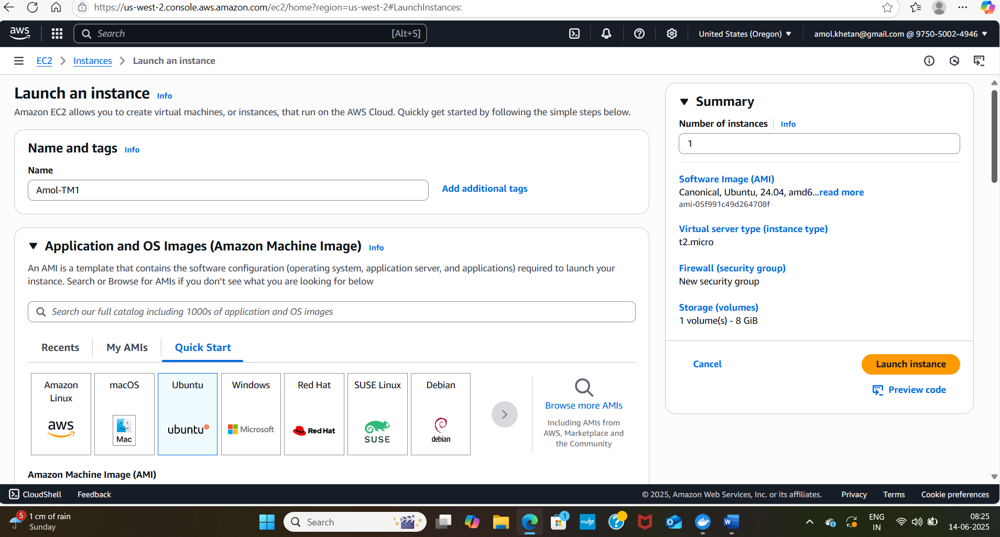 https://us-west-2.console.aws.amazon.com/ec2/home?region=us-west-2#LaunchInstances:
aws
Search
[Alt+S]
United States (Oregon)
amol.khetan@gmail.com @ 9750-5002-4946
EC2
Instances
Launch an instance
Launch an instance Info
Amazon EC2 allows you to create virtual machines, or instances, that run on the AWS Cloud. Quickly get started by following the simple steps below.
Name and tags Info
Name
Amol-TM1
Add additional tags
Application and OS Images (Amazon Machine Image) Info
An AMI is a template that contains the software configuration (operating system, application server, and applications) required to launch your
instance. Search or Browse for AMIs if you don’t see what you are looking for below
Search our full catalog including 1000s of application and OS images
Recents
My AMIs
Quick Start
Amazon
Linux
aws
macOS
Mac
Ubuntu
ubuntu
Windows
Microsoft
Red Hat
Red Hat
SUSE Linux
SUSE
Debian
debian
Browse more AMIs
Including AMIs from
AWS, Marketplace and
the Community
Amazon Machine Image (AMI)
Summary
Number of instances Info
1
Software Image (AMI)
Canonical, Ubuntu, 24.04, amd6...read more
ami-05f991c49d264708f
Virtual server type (instance type)
t2.micro
Firewall (security group)
New security group
Storage (volumes)
1 volume(s) - 8 GiB
Cancel
Launch instance
Preview code
CloudShell
Feedback
© 2025, Amazon Web Services, Inc. or its affiliates.
Privacy
Terms
Cookie preferences
5
1 cm of rain
Sunday
Search
1
myhp
W
ENG
IN
08:25
14-06-2025